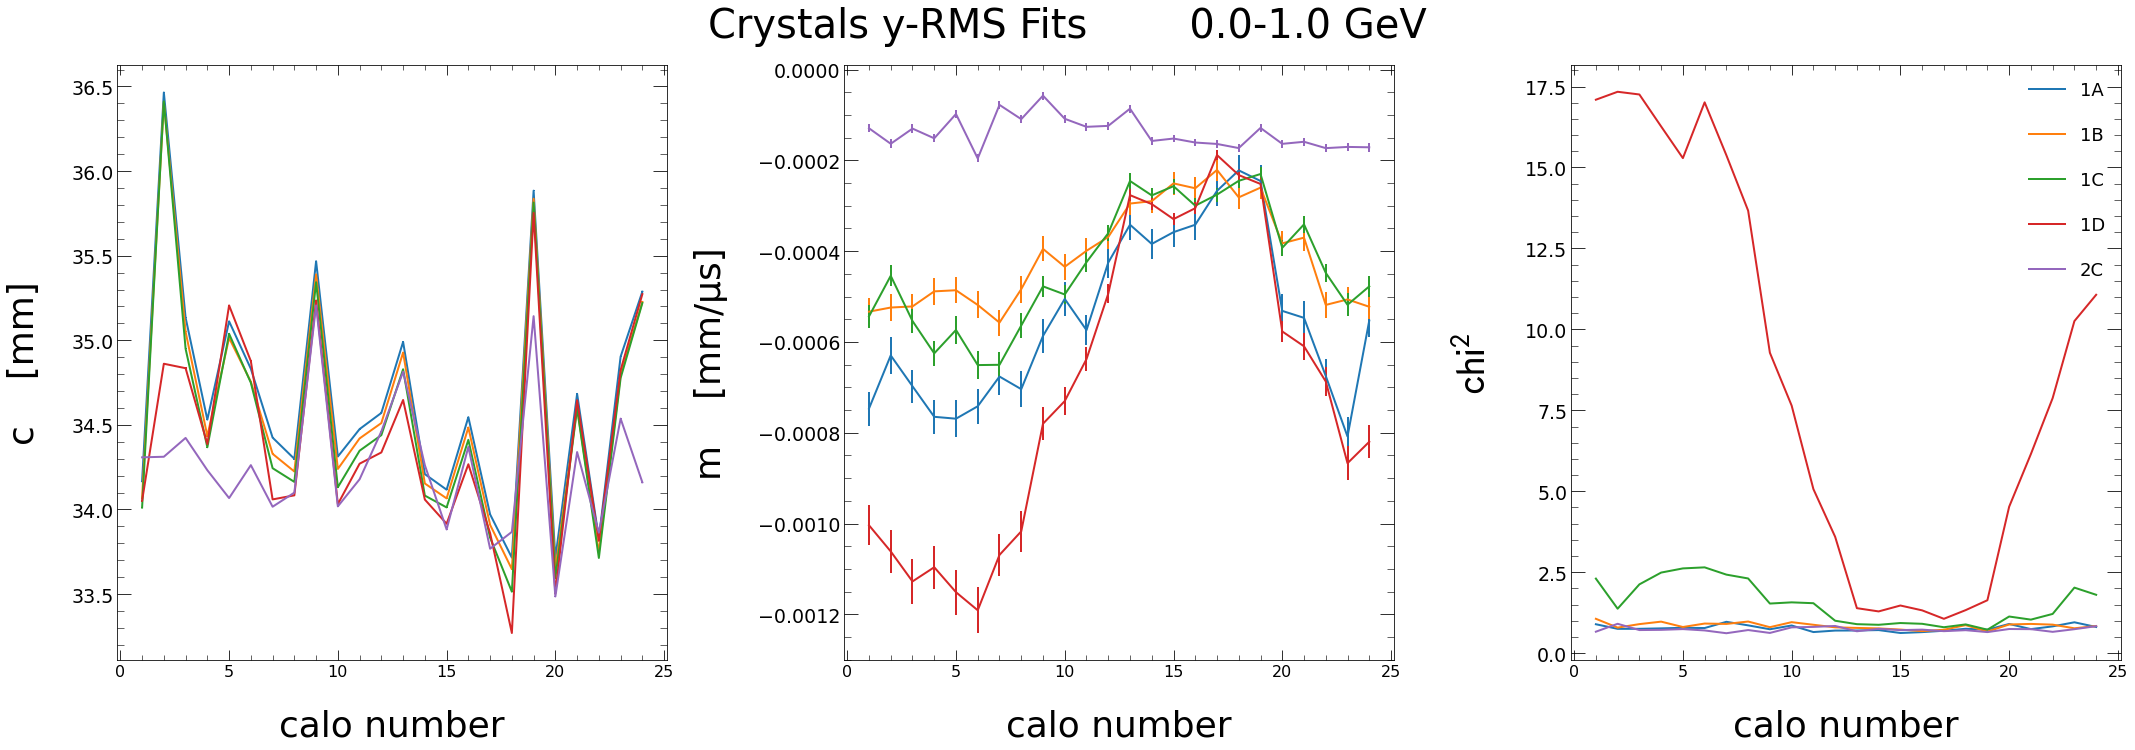 Crystals y-RMS Fits 0.0-1.0 GeV
c [mm]
36.5
36.0
35.5
35.0
34.5
34.0
33.5
0 5 10 15 20 25
calo number
m [mm/μs]
0.0000
−0.0002
−0.0004
−0.0006
−0.0008
−0.0010
−0.0012
0 5 10 15 20 25
calo number
chi²
17.5
15.0
12.5
10.0
7.5
5.0
2.5
0.0
0 5 10 15 20 25
calo number
1A
1B
1C
1D
2C